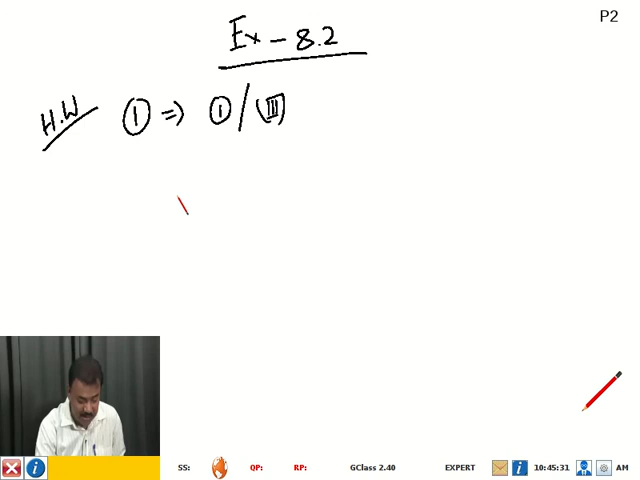 P2
Ex - 8.2
H.W ① ⇒ ① / (III)
SS: QP: RP: GClass 2.40 EXPERT 10:45:31 AM